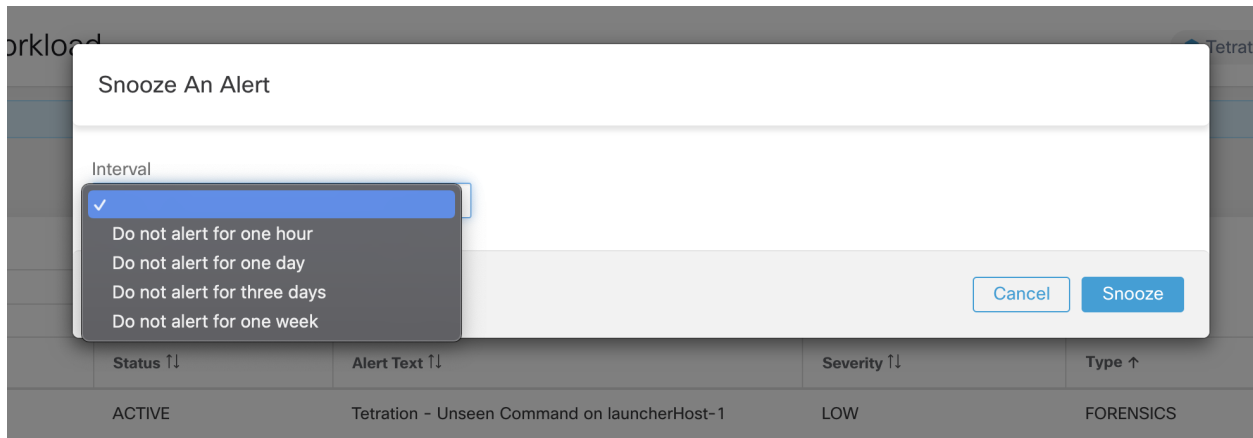 orkload
Tetrat
Snooze An Alert
Interval
Do not alert for one hour
Do not alert for one day
Do not alert for three days
Do not alert for one week
Cancel
Snooze
Status
Alert Text
Severity
Type
ACTIVE
Tetration - Unseen Command on launcherHost-1
LOW
FORENSICS